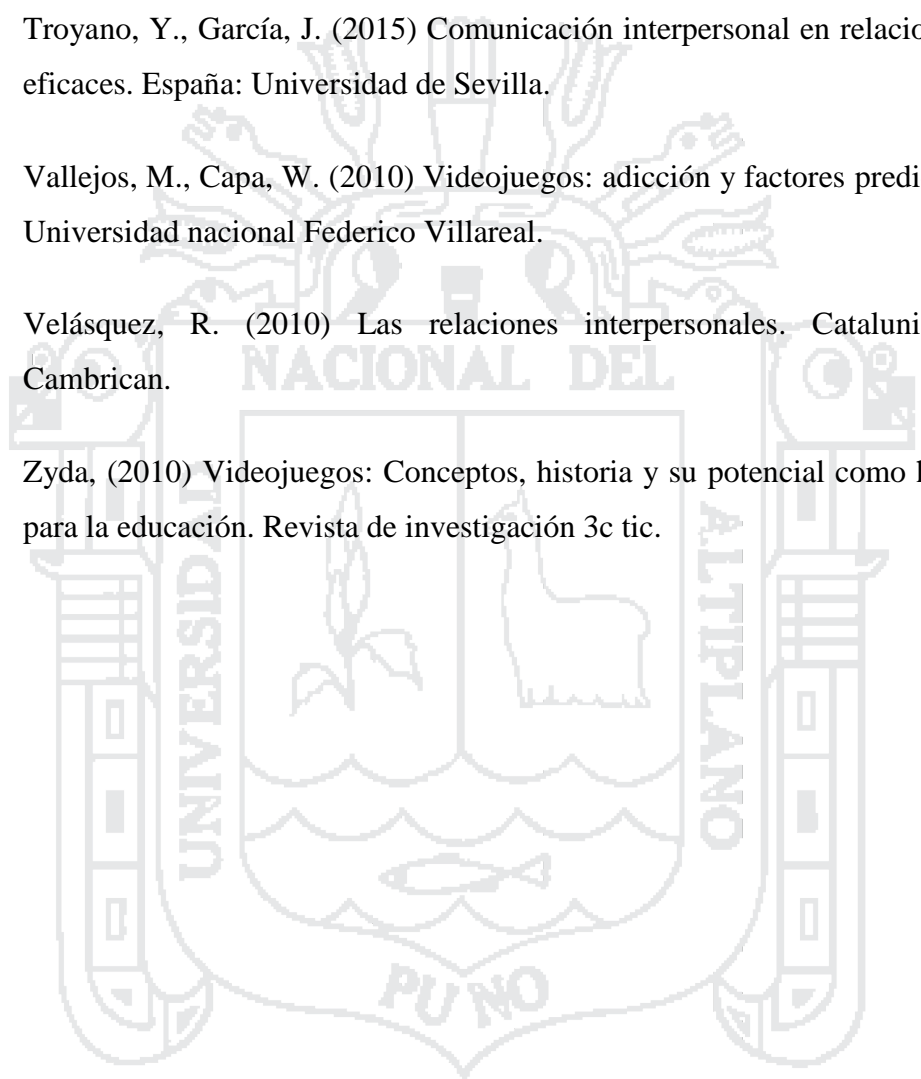 Troyano, Y., García, J. (2015) Comunicación interpersonal en relacio
eficaces. España: Universidad de Sevilla.
Vallejos, M., Capa, W. (2010) Videojuegos: adicción y factores predi
Universidad nacional Federico Villareal.
Velásquez, R. (2010) Las relaciones interpersonales. Cataluni
Cambrican.
Zyda, (2010) Videojuegos: Conceptos, historia y su potencial como
para la educación. Revista de investigación 3c tic.
NACIONAL DEL
UNIVERSIDAD
ALTIPLANO
PUNO